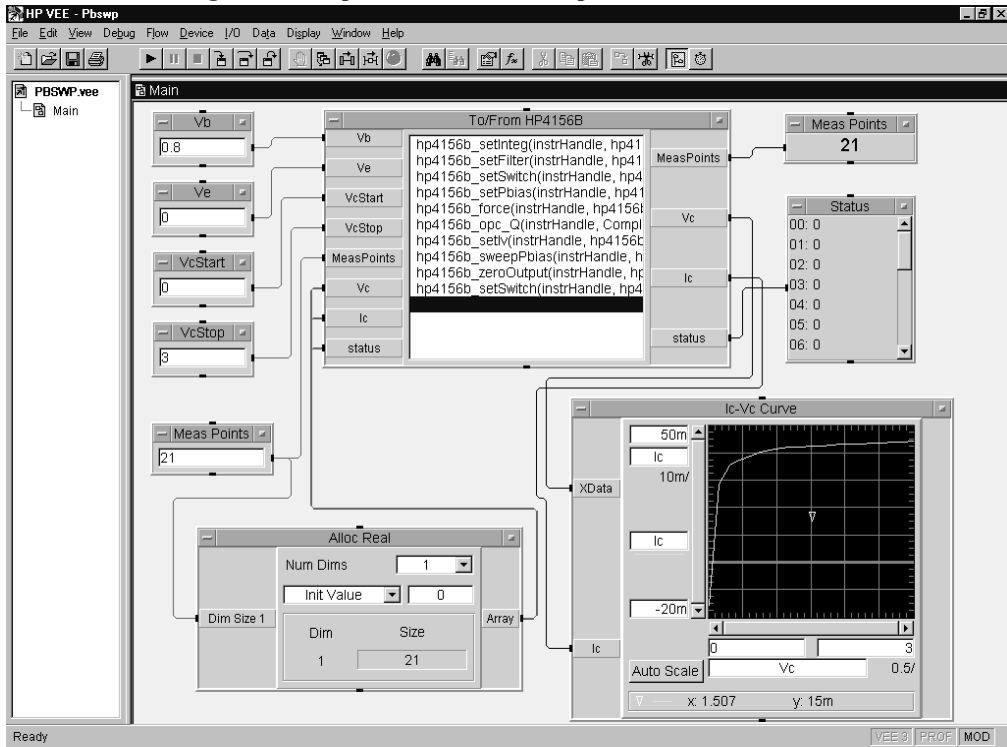 HP VEE - Pbswp
File Edit View Debug Flow Device I/O Data Display Window Help
PBSWP.vee
Main
Main
Vb
0.8
Ve
0
VcStart
0
VcStop
3
Meas Points
21
To/From HP4156B
Vb
Ve
VcStart
VcStop
MeasPoints
Vc
Ic
status
hp4156b_setInteg(instrHandle, hp41
hp4156b_setFilter(instrHandle, hp41
hp4156b_setSwitch(instrHandle, hp4
hp4156b_setPbias(instrHandle, hp41
hp4156b_force(instrHandle, hp4156b
hp4156b_opc_Q(instrHandle, Compl
hp4156b_setIv(instrHandle, hp4156b
hp4156b_sweepPbias(instrHandle, h
hp4156b_zeroOutput(instrHandle, hp
hp4156b_setSwitch(instrHandle, hp4
MeasPoints
Vc
Ic
status
Meas Points
21
Status
00: 0
01: 0
02: 0
03: 0
04: 0
05: 0
06: 0
Alloc Real
Dim Size 1
Num Dims 1
Init Value 0
Dim Size
1 21
Array
Ic-Vc Curve
XData
Ic
50m
Ic
10m/
Ic
-20m
0 3
Auto Scale Vc 0.5/
x: 1.507 y: 15m
Ready
VEE 3 PROF MOD